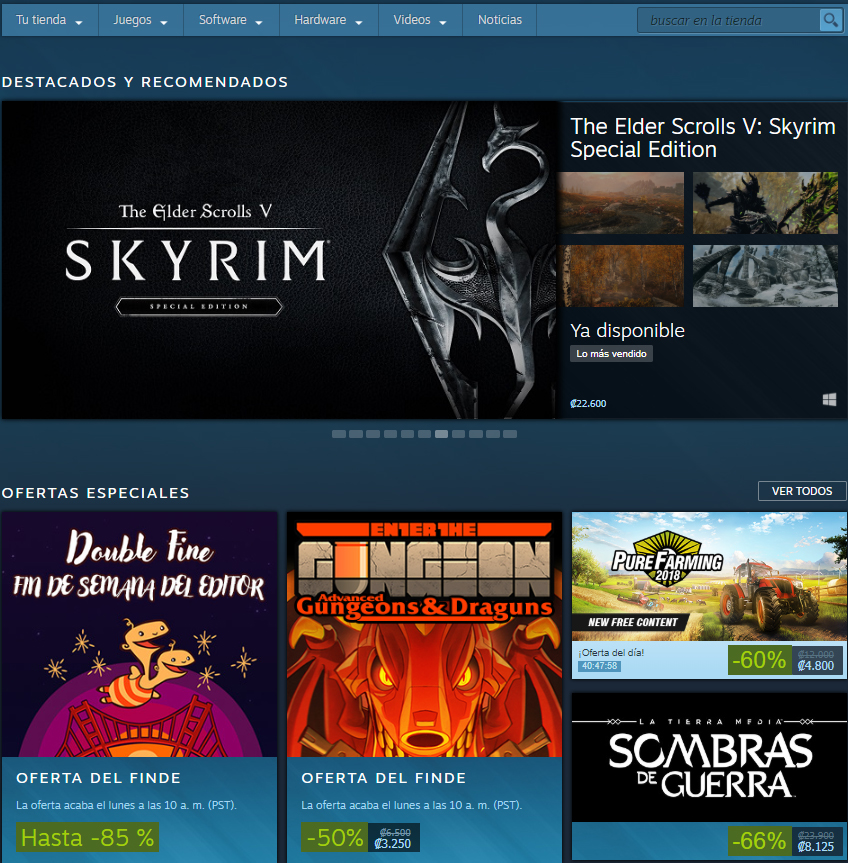 Tu tienda
Juegos
Software
Hardware
Videos
Noticias
buscar en la tienda
DESTACADOS Y RECOMENDADOS
The Elder Scrolls V
SKYRIM
SPECIAL EDITION
The Elder Scrolls V: Skyrim
Special Edition
Ya disponible
Lo más vendido
₡22.600
OFERTAS ESPECIALES
VER TODOS
Double Fine
FIN DE SEMANA DEL EDITOR
OFERTA DEL FINDE
La oferta acaba el lunes a las 10 a. m. (PST).
Hasta -85 %
ENTER THE
GUNGEON
Advanced
Gungeons & Draguns
OFERTA DEL FINDE
La oferta acaba el lunes a las 10 a. m. (PST).
-50%
₡6.500
₡3.250
PURE FARMING
2018
NEW FREE CONTENT
¡Oferta del día!
40:47:58
-60%
₡12.000
₡4.800
LA TIERRA MEDIA
SOMBRAS
DE GUERRA
-66%
₡23.900
₡8.125